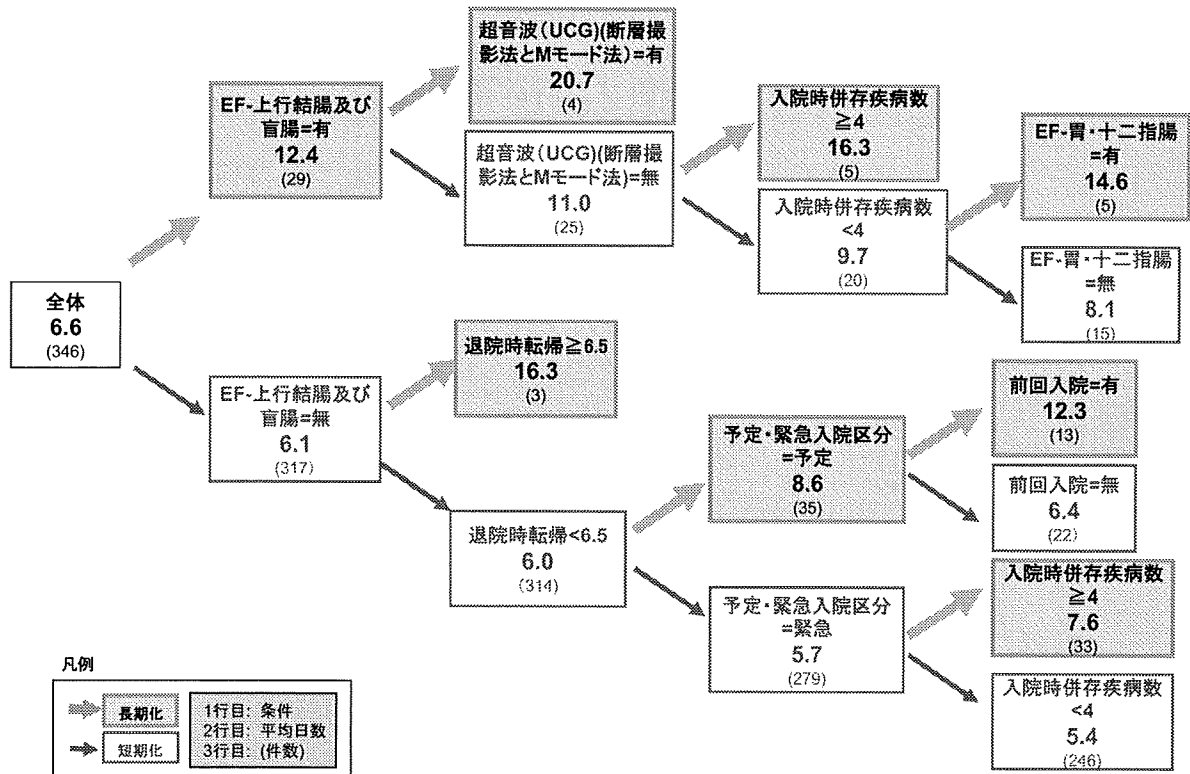 超音波(UCG)(断層撮
影法とMモード法)=有
20.7
(4)
EF-上行結腸及び
盲腸=有
12.4
(29)
超音波(UCG)(断層撮
影法とMモード法)=無
11.0
(25)
入院時併存疾病数
≧4
16.3
(5)
入院時併存疾病数
<4
9.7
(20)
EF-胃・十二指腸
=有
14.6
(5)
EF-胃・十二指腸
=無
8.1
(15)
全体
6.6
(346)
EF-上行結腸及び
盲腸=無
6.1
(317)
退院時転帰≧6.5
16.3
(3)
退院時転帰<6.5
6.0
(314)
予定・緊急入院区分
=予定
8.6
(35)
予定・緊急入院区分
=緊急
5.7
(279)
前回入院=有
12.3
(13)
前回入院=無
6.4
(22)
入院時併存疾病数
≧4
7.6
(33)
入院時併存疾病数
<4
5.4
(246)
凡例
長期化
短期化
1行目: 条件
2行目: 平均日数
3行目: (件数)